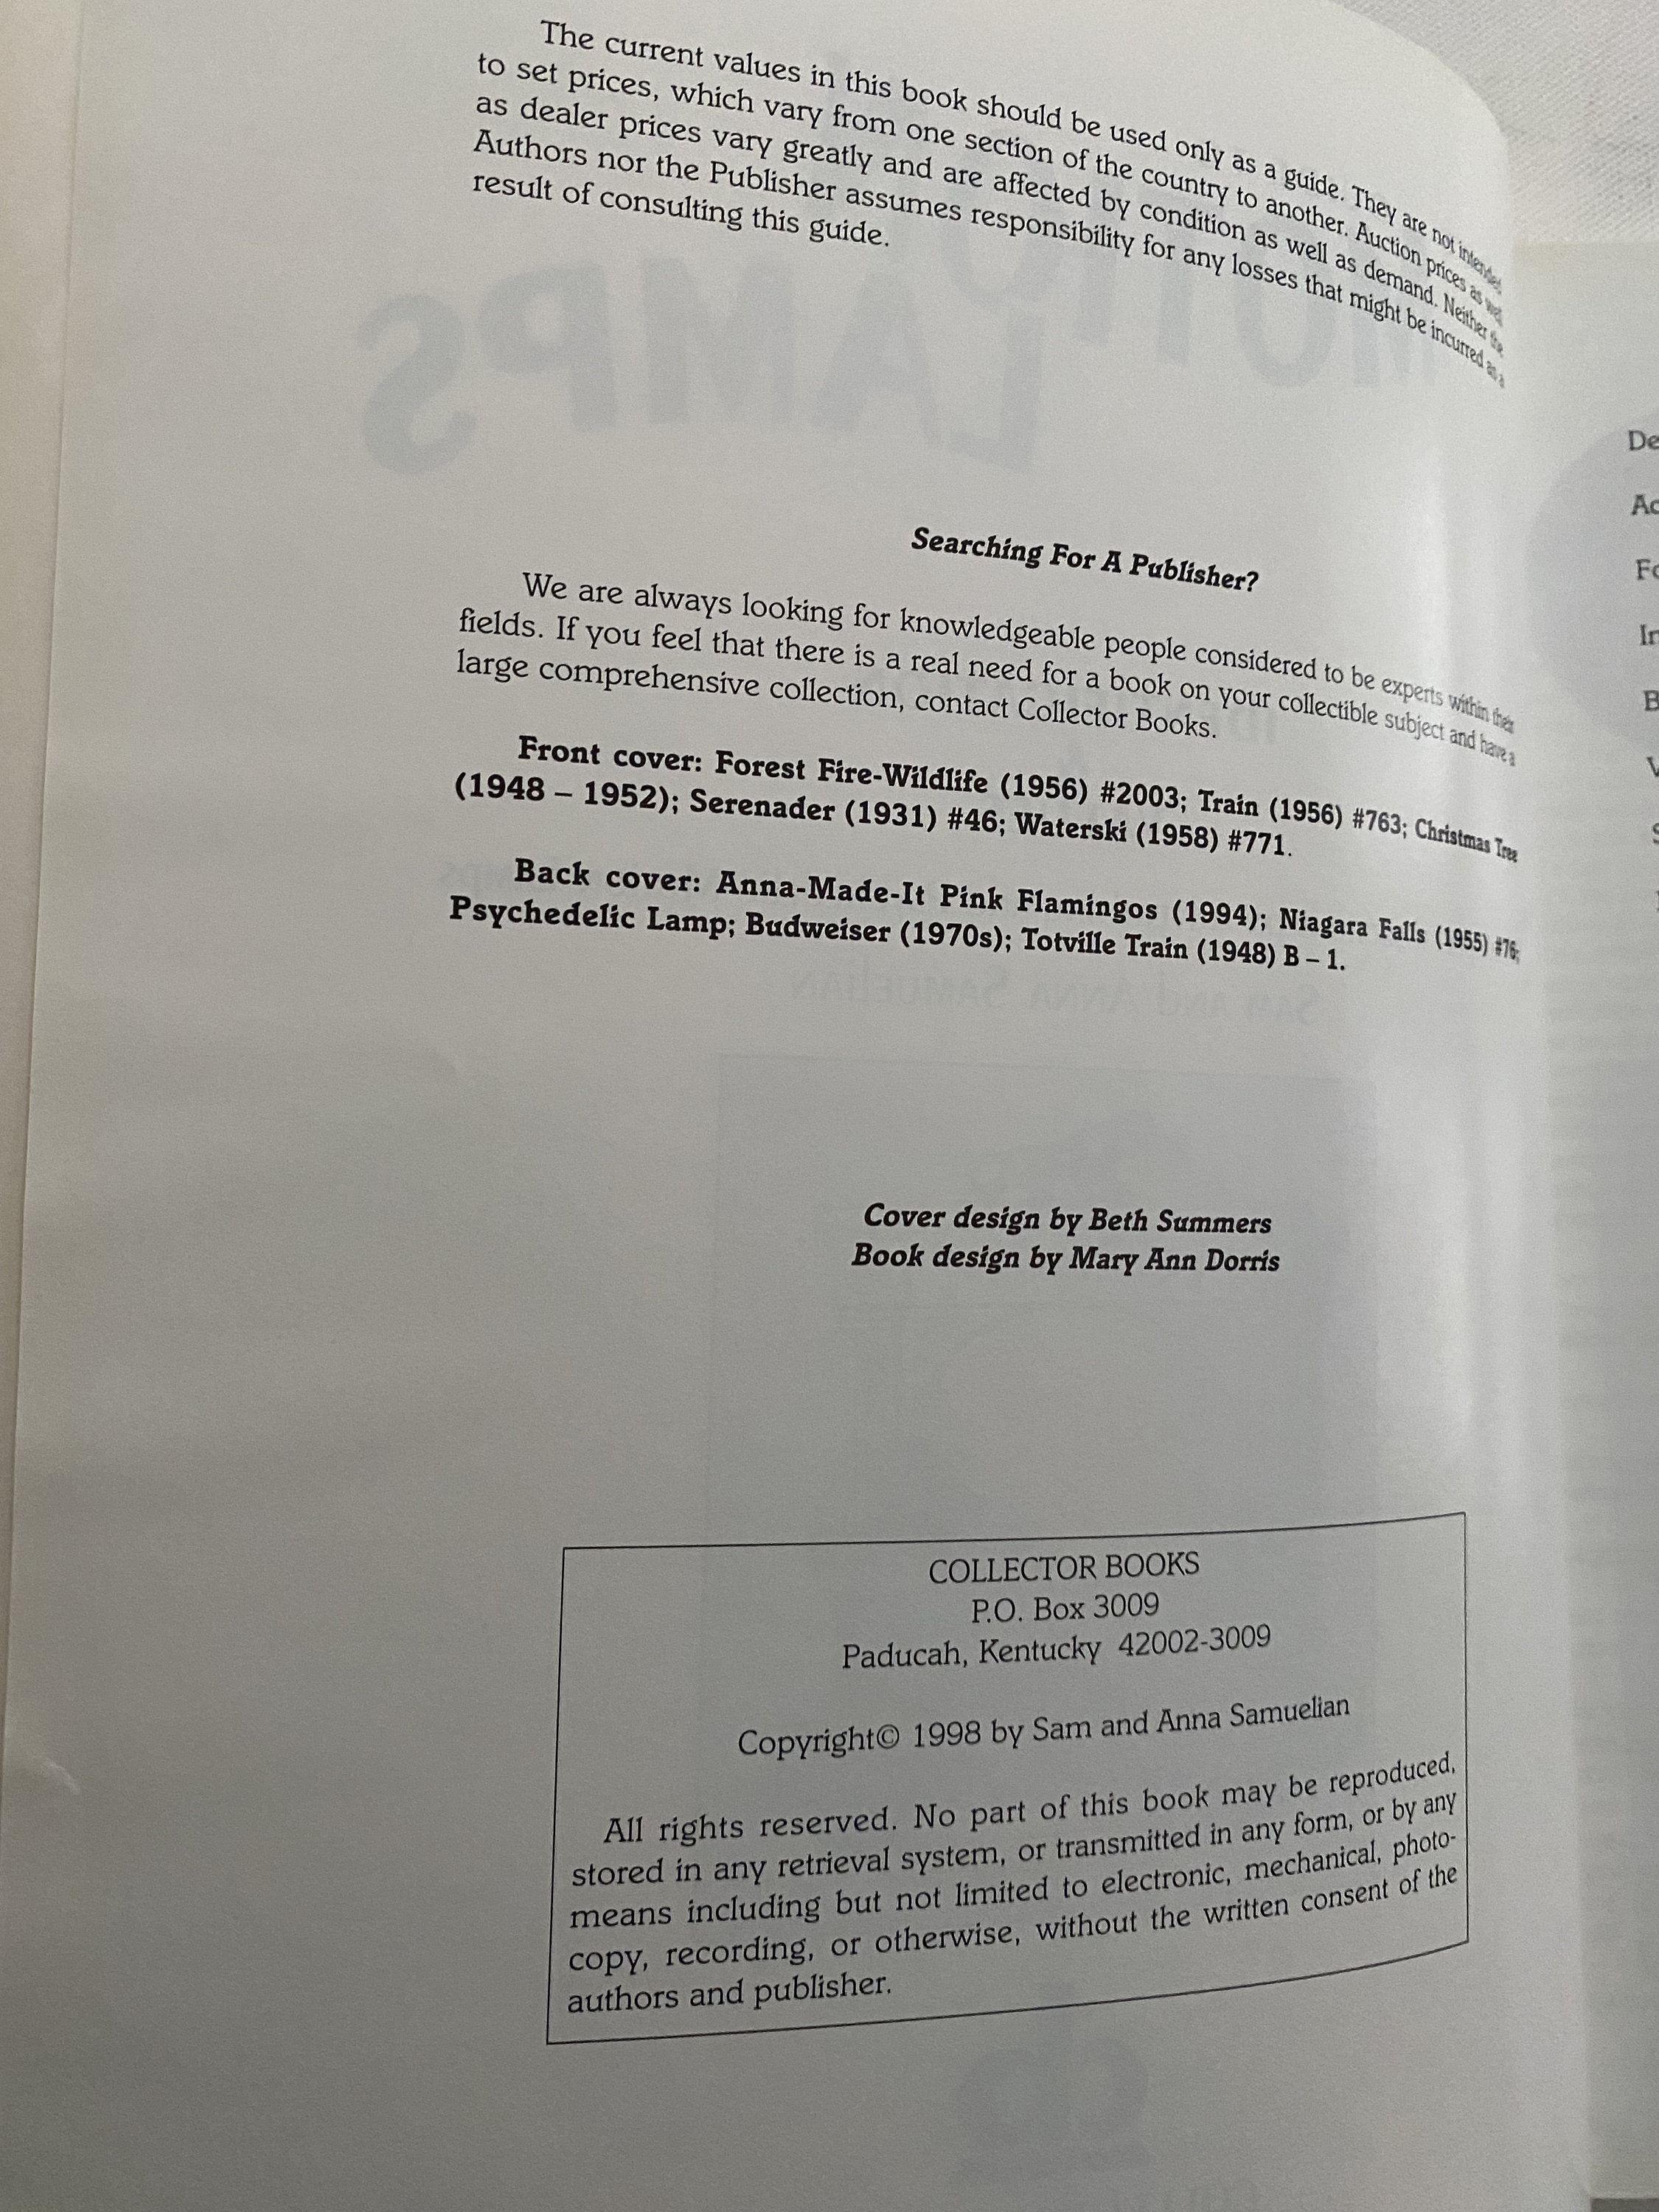 The current values in this book should be used only as a guide. They are not intended
to set prices, which vary from one section of the country to another. Auction prices as well
as dealer prices vary greatly and are affected by condition as well as demand. Neither the
Authors nor the Publisher assumes responsibility for any losses that might be incurred as a
result of consulting this guide.
Searching For A Publisher?
We are always looking for knowledgeable people considered to be experts within their
fields. If you feel that there is a real need for a book on your collectible subject and have a
large comprehensive collection, contact Collector Books.
Front cover: Forest Fire-Wildlife (1956) #2003; Train (1956) #763; Christmas Tree
(1948 – 1952); Serenader (1931) #46; Waterski (1958) #771.
Back cover: Anna-Made-It Pink Flamingos (1994); Niagara Falls (1955) #76;
Psychedelic Lamp; Budweiser (1970s); Totville Train (1948) B – 1.
Cover design by Beth Summers
Book design by Mary Ann Dorris
COLLECTOR BOOKS
P.O. Box 3009
Paducah, Kentucky 42002-3009
Copyright© 1998 by Sam and Anna Samuelian
All rights reserved. No part of this book may be reproduced,
stored in any retrieval system, or transmitted in any form, or by any
means including but not limited to electronic, mechanical, photo-
copy, recording, or otherwise, without the written consent of the
authors and publisher.